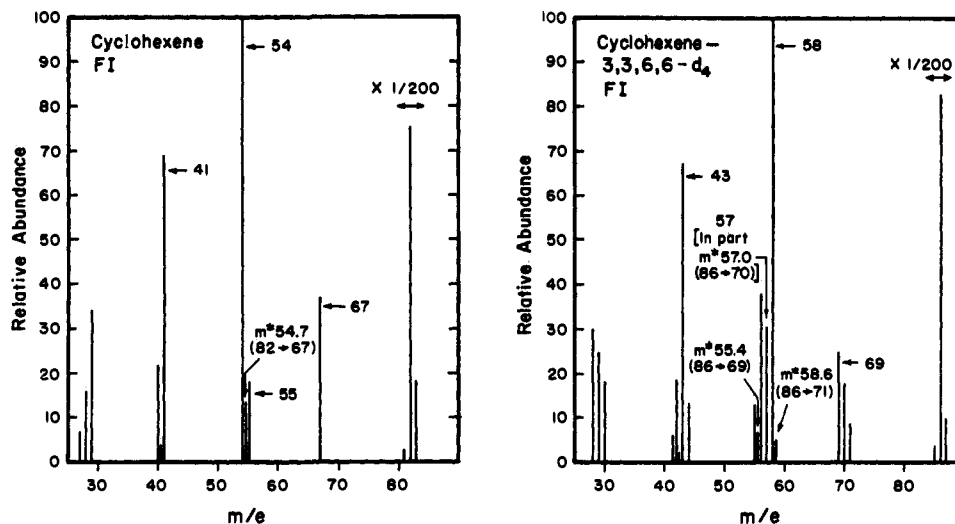 Cyclohexene
FI
54
X 1/200
41
67
m*54.7
(82→67)
55
100
90
80
70
60
50
40
30
20
10
0
Relative Abundance
30 40 50 60 70 80
m/e
Cyclohexene –
3,3,6,6 - d4
FI
58
X 1/200
43
57
[In part
m*57.0
(86→70)]
m*55.4
(86→69)
m*58.6
(86→71)
69
100
90
80
70
60
50
40
30
20
10
0
Relative Abundance
30 40 50 60 70 80
m/e